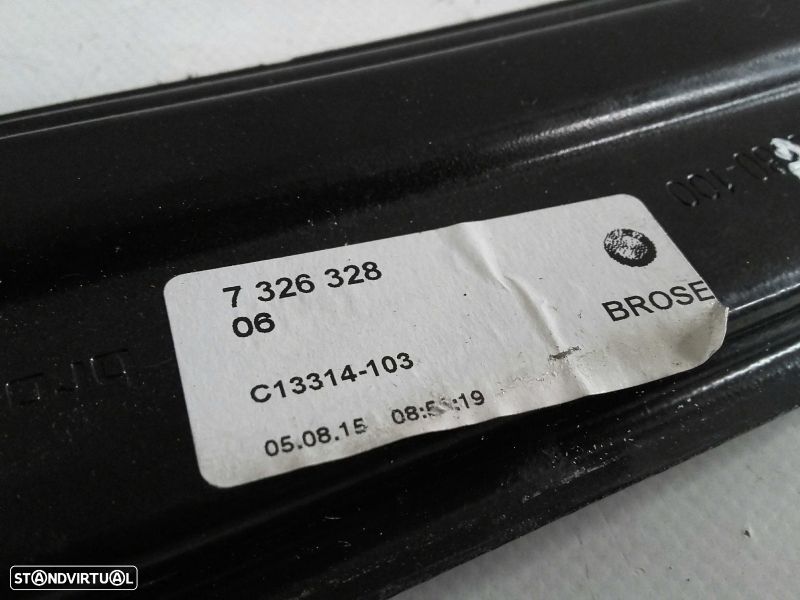 7 326 328
06
BROSE
C13314-103
05.08.15
STANDVIRTUAL